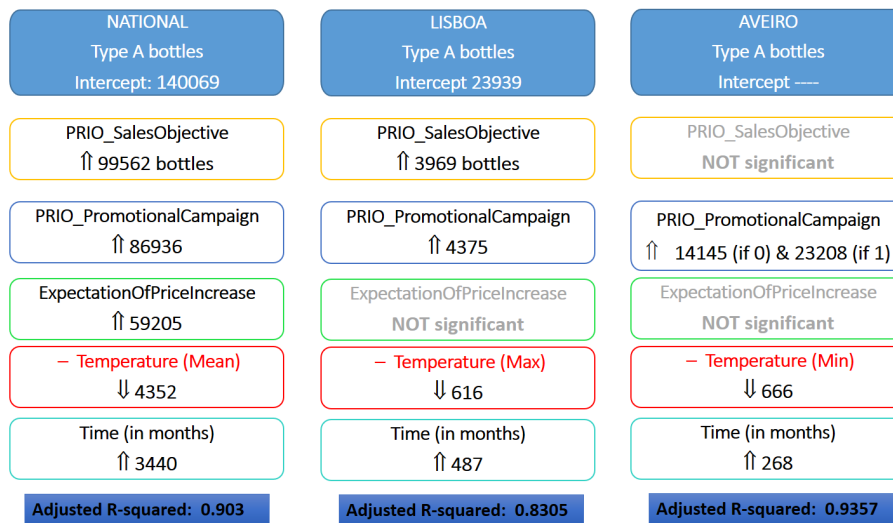 NATIONAL
Type A bottles
Intercept: 140069
PRIO_SalesObjective
⇑ 99562 bottles
PRIO_PromotionalCampaign
⇑ 86936
ExpectationOfPriceIncrease
⇑ 59205
– Temperature (Mean)
⇓ 4352
Time (in months)
⇑ 3440
Adjusted R-squared: 0.903
LISBOA
Type A bottles
Intercept 23939
PRIO_SalesObjective
⇑ 3969 bottles
PRIO_PromotionalCampaign
⇑ 4375
ExpectationOfPriceIncrease
NOT significant
– Temperature (Max)
⇓ 616
Time (in months)
⇑ 487
Adjusted R-squared: 0.8305
AVEIRO
Type A bottles
Intercept ----
PRIO_SalesObjective
NOT significant
PRIO_PromotionalCampaign
⇑ 14145 (if 0) & 23208 (if 1)
ExpectationOfPriceIncrease
NOT significant
– Temperature (Min)
⇓ 666
Time (in months)
⇑ 268
Adjusted R-squared: 0.9357